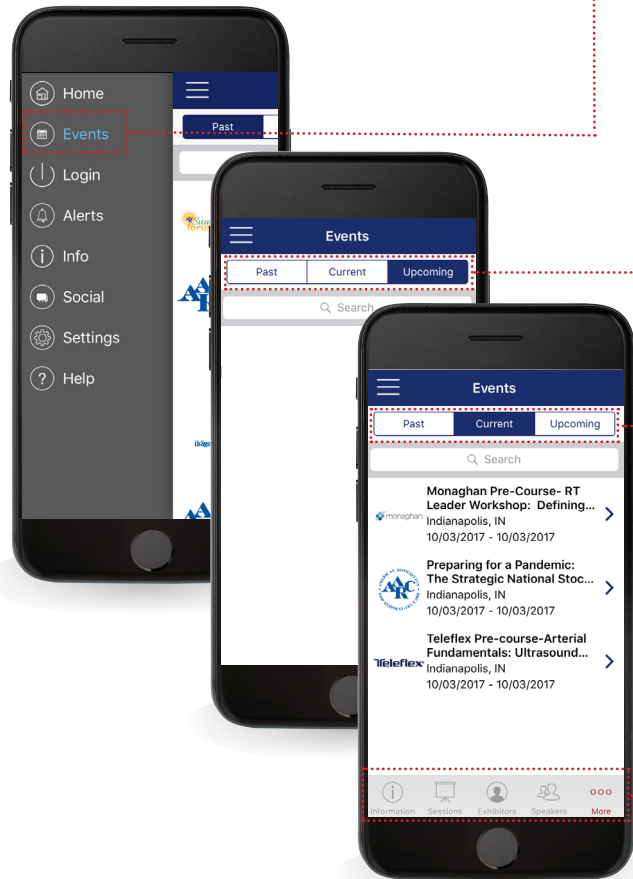 Home
Events
Login
Alerts
Info
Social
Settings
Help
Past
Events
Past
Current
Upcoming
Search
Events
Past
Current
Upcoming
Search
monaghan
Monaghan Pre-Course- RT
Leader Workshop: Defining...
Indianapolis, IN
10/03/2017 - 10/03/2017
AARC
Preparing for a Pandemic:
The Strategic National Stoc...
Indianapolis, IN
10/03/2017 - 10/03/2017
Teleflex
Teleflex Pre-course-Arterial
Fundamentals: Ultrasound...
Indianapolis, IN
10/03/2017 - 10/03/2017
Information
Sessions
Exhibitors
Speakers
More